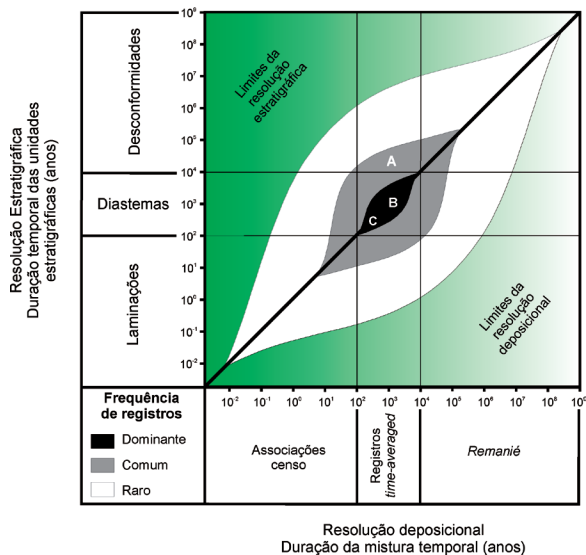 Resolução Estratigráfica
Duração temporal das unidades
estratigráficas (anos)
Desconformidades
Diastemas
Laminações
10⁹
10⁸
10⁷
10⁶
10⁵
10⁴
10³
10²
10¹
10⁰
10⁻¹
10⁻²
Limites da
resolução
estratigráfica
A
B
C
Limites da
resolução
deposicional
10⁻²
10⁻¹
10⁰
10¹
10²
10³
10⁴
10⁵
10⁶
10⁷
10⁸
10⁹
Frequência
de registros
Dominante
Comum
Raro
Associações
censo
Registros
time-averaged
Remanié
Resolução deposicional
Duração da mistura temporal (anos)